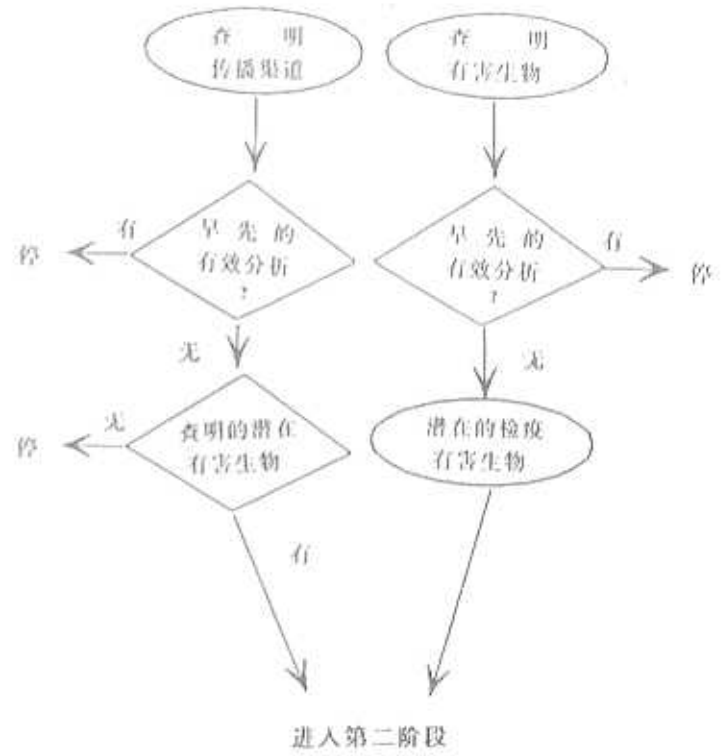 查 明
传播渠道
查 明
有害生物
早先的
有效分析
?
有
停
早先的
有效分析
?
有
停
无
无
查明的潜在
有害生物
无
停
潜在的检疫
有害生物
有
进入第二阶段